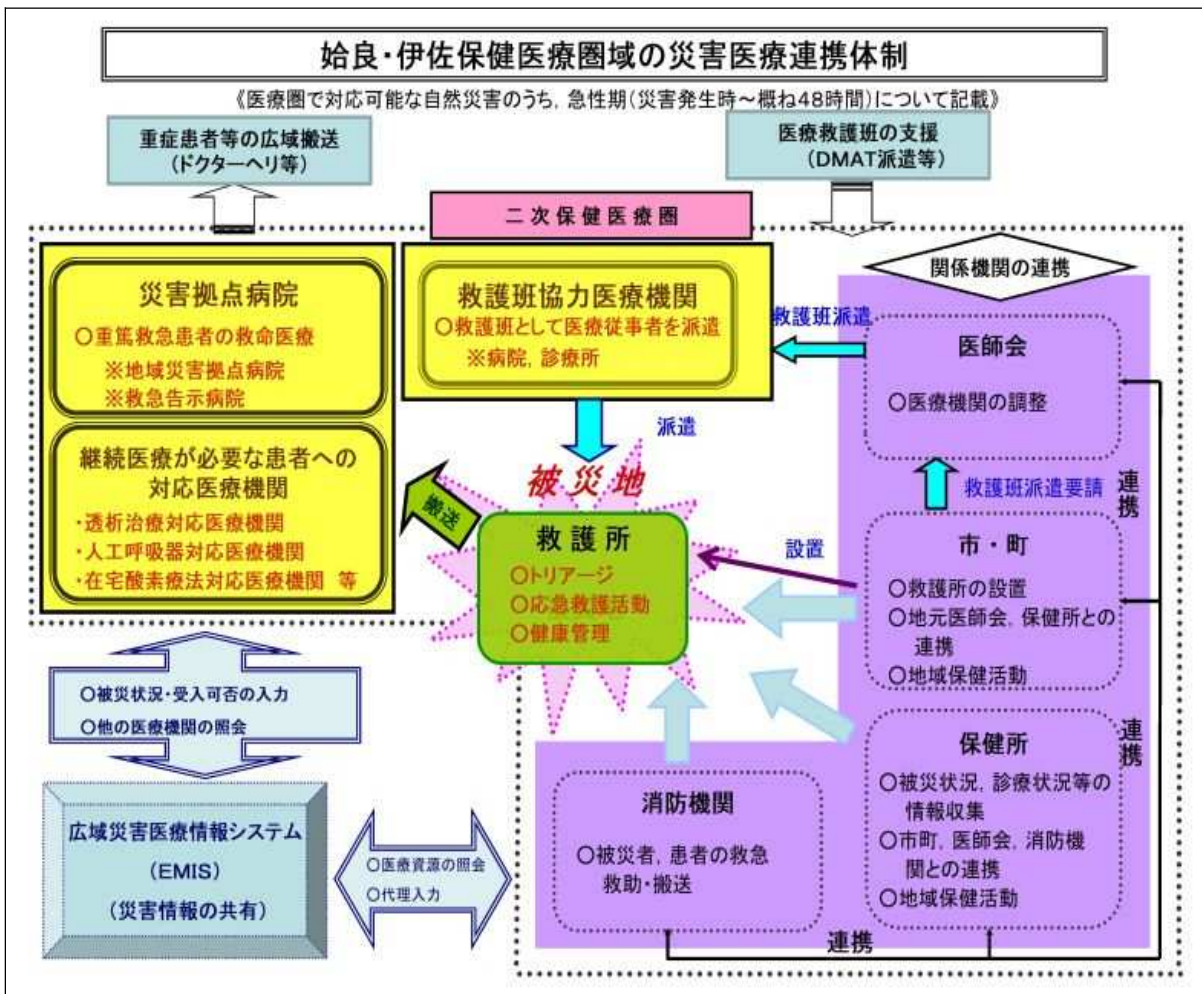 姶良・伊佐保健医療圏域の災害医療連携体制
《医療圏で対応可能な自然災害のうち，急性期（災害発生時～概ね48時間）について記載》
重症患者等の広域搬送
（ドクターヘリ等）
医療救護班の支援
（DMAT派遣等）
二次保健医療圏
災害拠点病院
○重篤救急患者の救命医療
※地域災害拠点病院
※救急告示病院
継続医療が必要な患者への
対応医療機関
・透析治療対応医療機関
・人工呼吸器対応医療機関
・在宅酸素療法対応医療機関 等
救護班協力医療機関
○救護班として医療従事者を派遣
※病院，診療所
関係機関の連携
救護班派遣
医師会
○医療機関の調整
派遣
被災地
搬送
救護所
○トリアージ
○応急救護活動
○健康管理
救護班派遣要請
連携
設置
市・町
○救護所の設置
○地元医師会，保健所との
連携
○地域保健活動
連携
保健所
○被災状況，診療状況等の
情報収集
○市町，医師会，消防機
関との連携
○地域保健活動
消防機関
○被災者，患者の救急
救助・搬送
連携
○被災状況・受入可否の入力
○他の医療機関の照会
広域災害医療情報システム
（EMIS）
（災害情報の共有）
○医療資源の照会
○代理入力